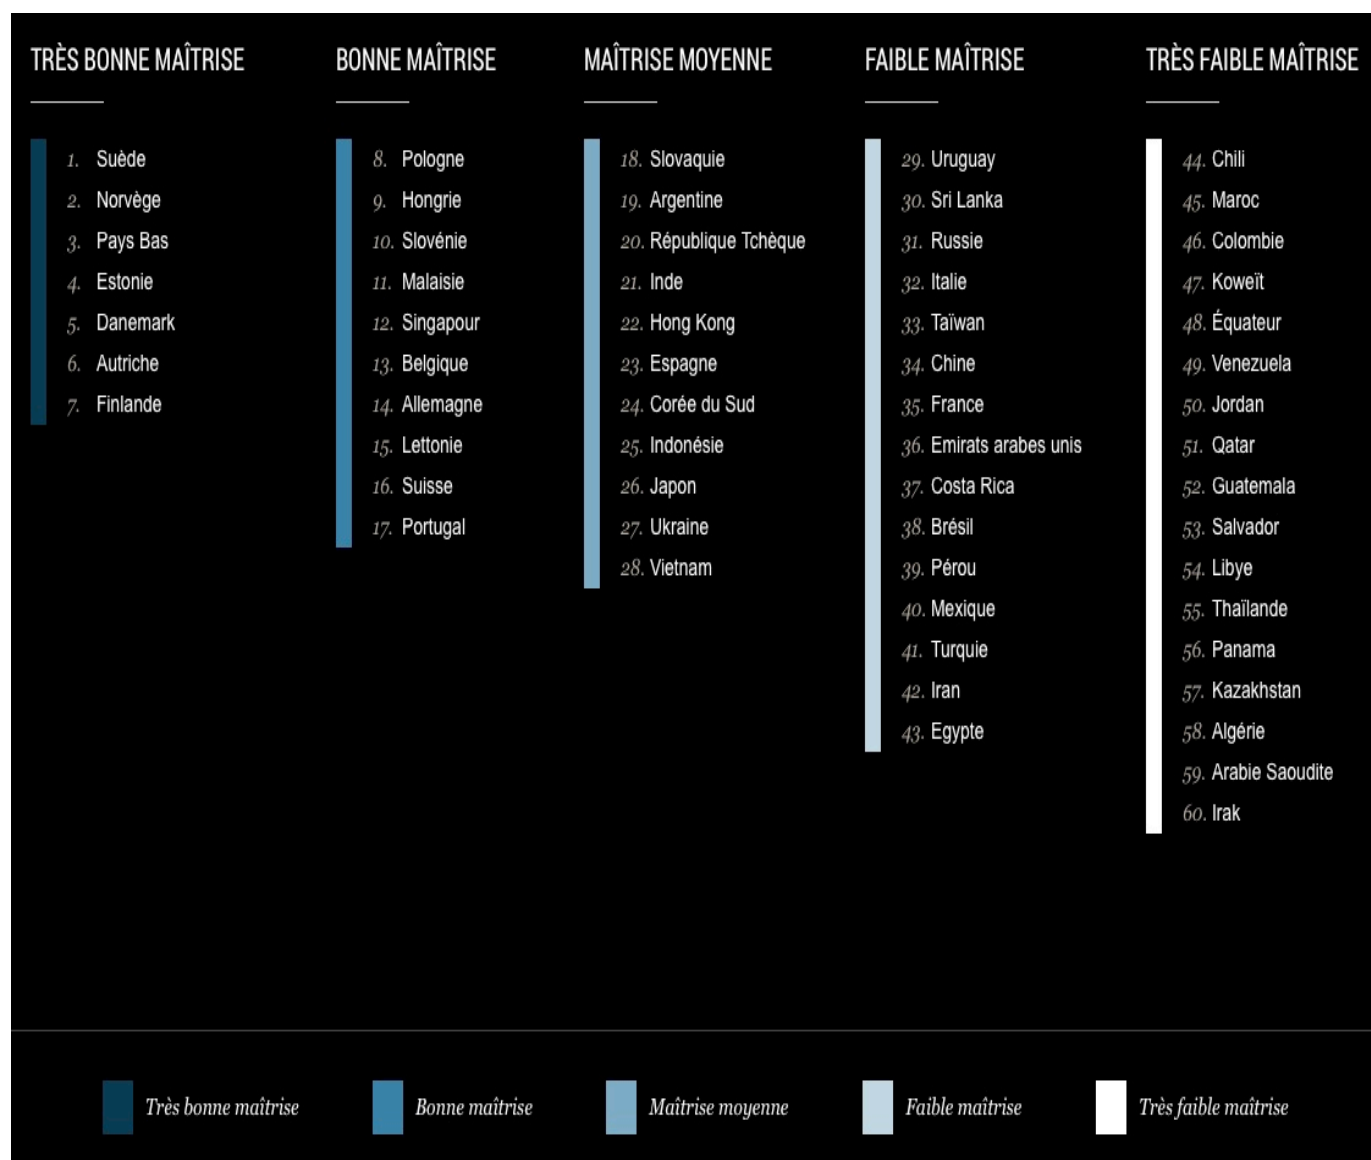 TRÈS BONNE MAÎTRISE
1. Suède
2. Norvège
3. Pays Bas
4. Estonie
5. Danemark
6. Autriche
7. Finlande
BONNE MAÎTRISE
8. Pologne
9. Hongrie
10. Slovénie
11. Malaisie
12. Singapour
13. Belgique
14. Allemagne
15. Lettonie
16. Suisse
17. Portugal
MAÎTRISE MOYENNE
18. Slovaquie
19. Argentine
20. République Tchèque
21. Inde
22. Hong Kong
23. Espagne
24. Corée du Sud
25. Indonésie
26. Japon
27. Ukraine
28. Vietnam
FAIBLE MAÎTRISE
29. Uruguay
30. Sri Lanka
31. Russie
32. Italie
33. Taïwan
34. Chine
35. France
36. Emirats arabes unis
37. Costa Rica
38. Brésil
39. Pérou
40. Mexique
41. Turquie
42. Iran
43. Egypte
TRÈS FAIBLE MAÎTRISE
44. Chili
45. Maroc
46. Colombie
47. Koweït
48. Équateur
49. Venezuela
50. Jordan
51. Qatar
52. Guatemala
53. Salvador
54. Libye
55. Thaïlande
56. Panama
57. Kazakhstan
58. Algérie
59. Arabie Saoudite
60. Irak
Très bonne maîtrise
Bonne maîtrise
Maîtrise moyenne
Faible maîtrise
Très faible maîtrise